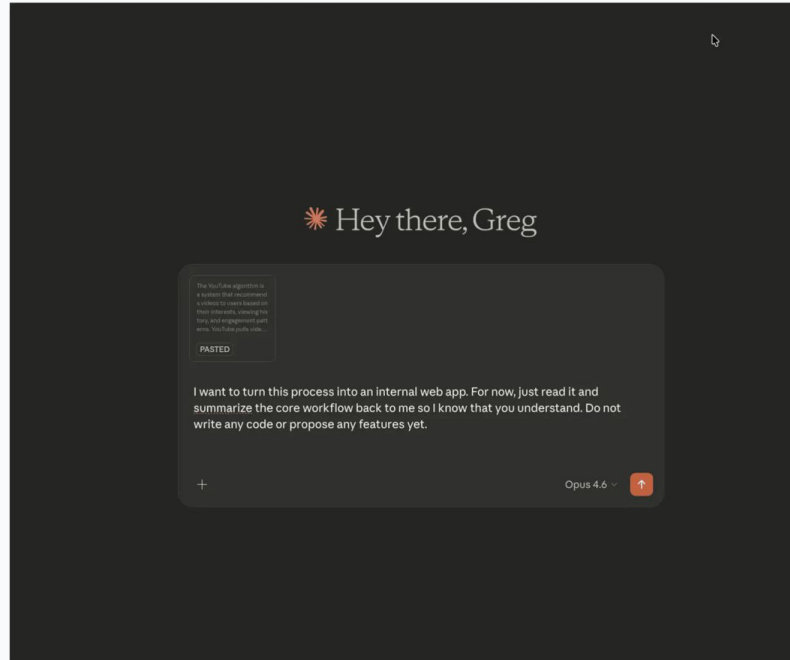 Hey there, Greg
The YouTube algorithm is
a system that recommend
s videos to users based on
their interests, viewing his
tory, and engagement patt
erns. YouTube pulls vide...
PASTED
I want to turn this process into an internal web app. For now, just read it and
summarize the core workflow back to me so I know that you understand. Do not
write any code or propose any features yet.
Opus 4.6